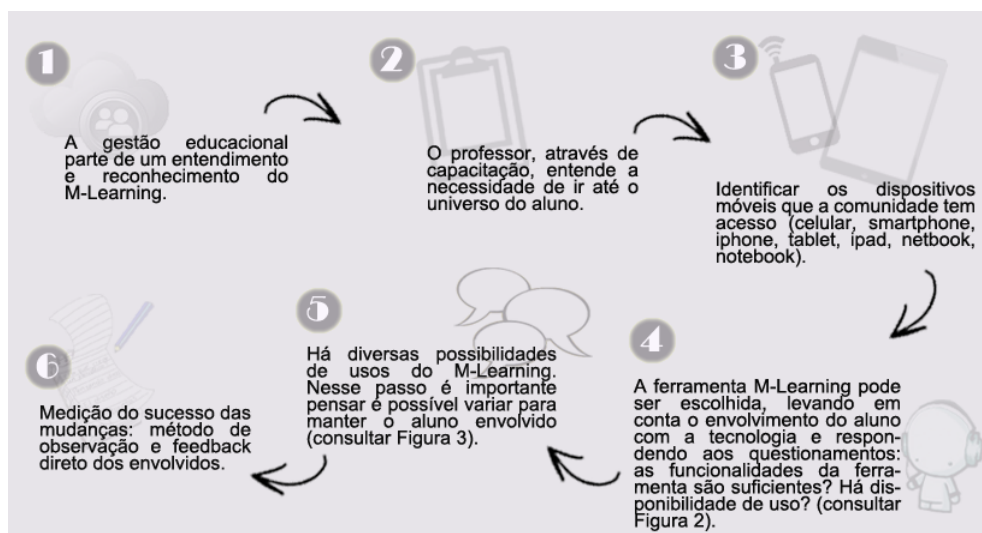 1
A gestão educacional
parte de um entendimento
e reconhecimento do
M-Learning.
2
O professor, através de
capacitação, entende a
necessidade de ir até o
universo do aluno.
3
Identificar os dispositivos
móveis que a comunidade tem
acesso (celular, smartphone,
iphone, tablet, ipad, netbook,
notebook).
4
A ferramenta M-Learning pode
ser escolhida, levando em
conta o envolvimento do aluno
com a tecnologia e respon-
dendo aos questionamentos:
as funcionalidades da ferra-
menta são suficientes? Há dis-
ponibilidade de uso? (consultar
Figura 2).
5
Há diversas possibilidades
de usos do M-Learning.
Nesse passo é importante
pensar é possível variar para
manter o aluno envolvido
(consultar Figura 3).
6
Medição do sucesso das
mudanças: método de
observação e feedback
direto dos envolvidos.